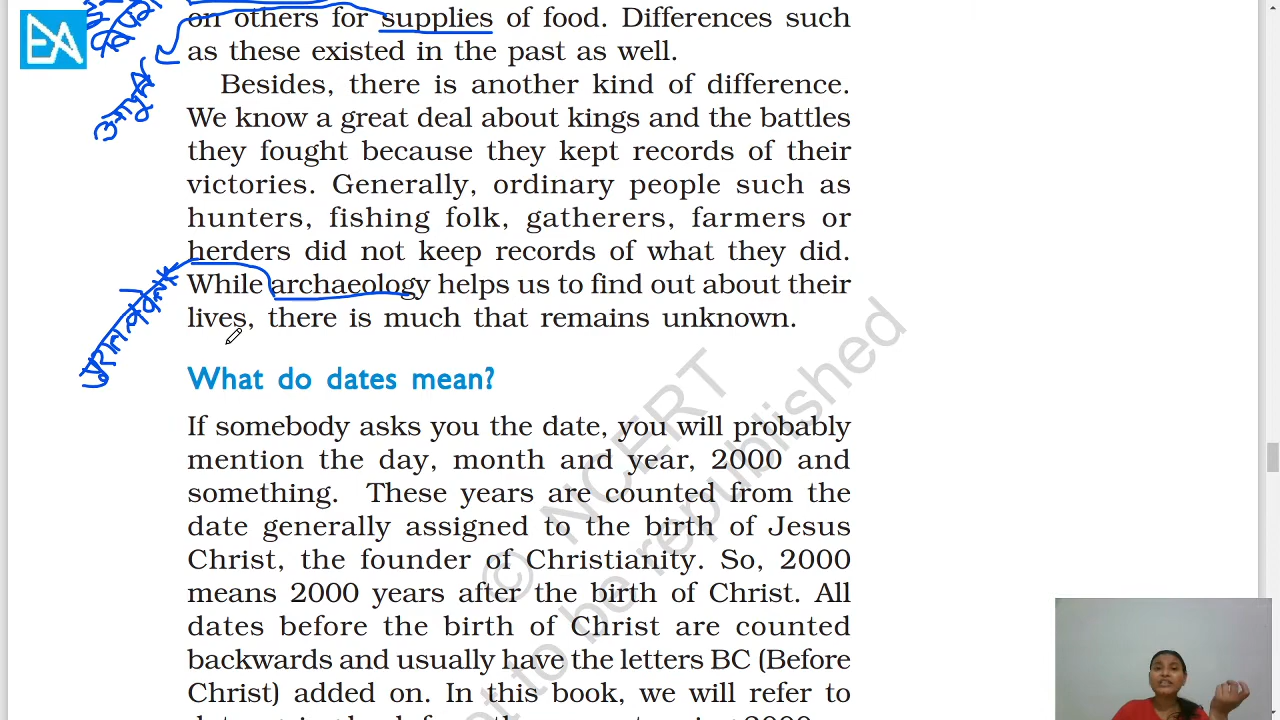 EA
on others for supplies of food. Differences such
as these existed in the past as well.
Besides, there is another kind of difference.
We know a great deal about kings and the battles
they fought because they kept records of their
victories. Generally, ordinary people such as
hunters, fishing folk, gatherers, farmers or
herders did not keep records of what they did.
While archaeology helps us to find out about their
lives, there is much that remains unknown.
What do dates mean?
If somebody asks you the date, you will probably
mention the day, month and year, 2000 and
something. These years are counted from the
date generally assigned to the birth of Jesus
Christ, the founder of Christianity. So, 2000
means 2000 years after the birth of Christ. All
dates before the birth of Christ are counted
backwards and usually have the letters BC (Before
Christ) added on. In this book, we will refer to
© NCERT
not to be republished